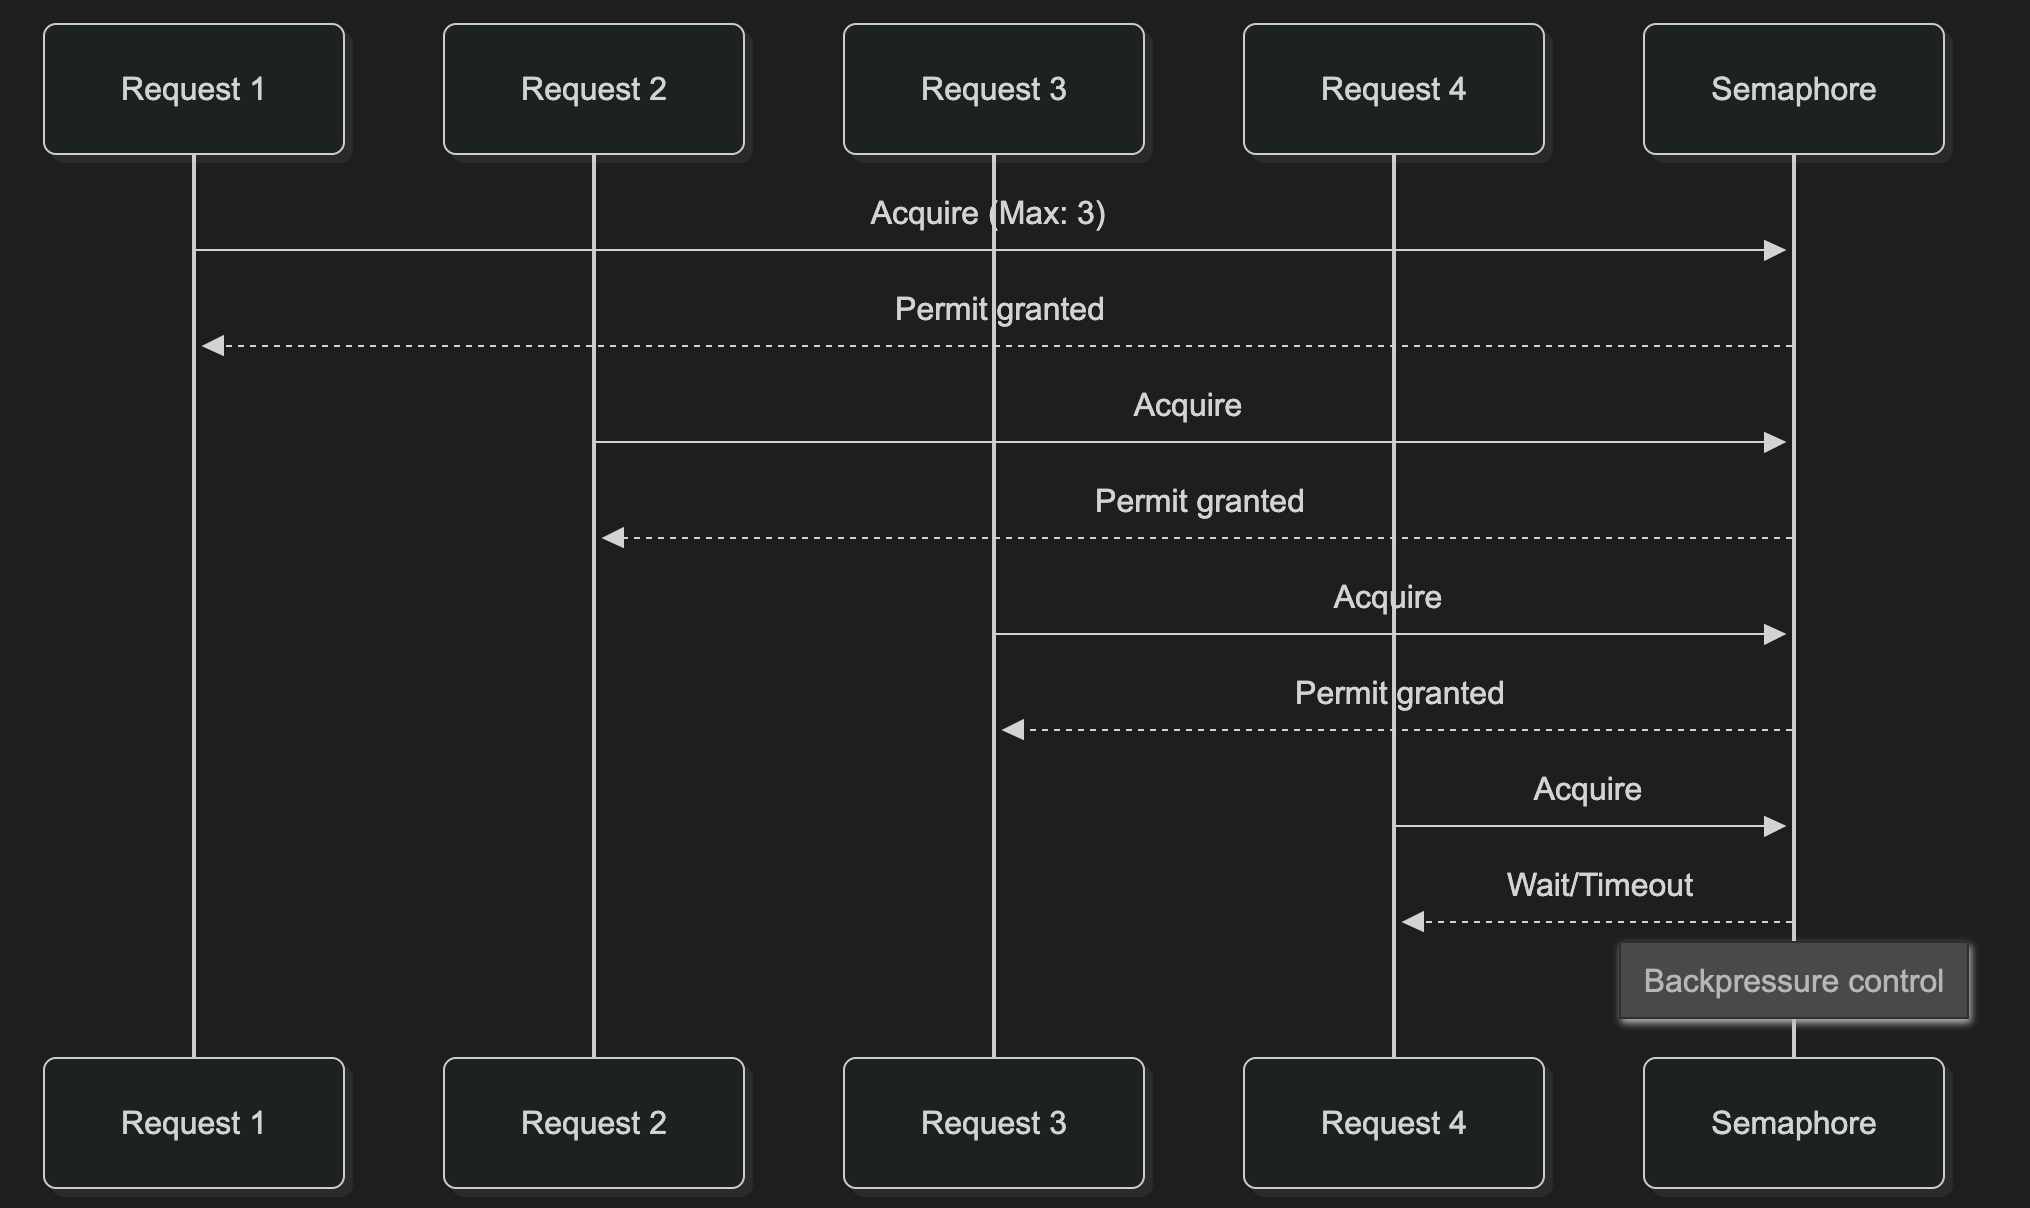 Request 1
Request 2
Request 3
Request 4
Semaphore
Acquire (Max: 3)
Permit granted
Acquire
Permit granted
Acquire
Permit granted
Acquire
Wait/Timeout
Backpressure control
Request 1
Request 2
Request 3
Request 4
Semaphore